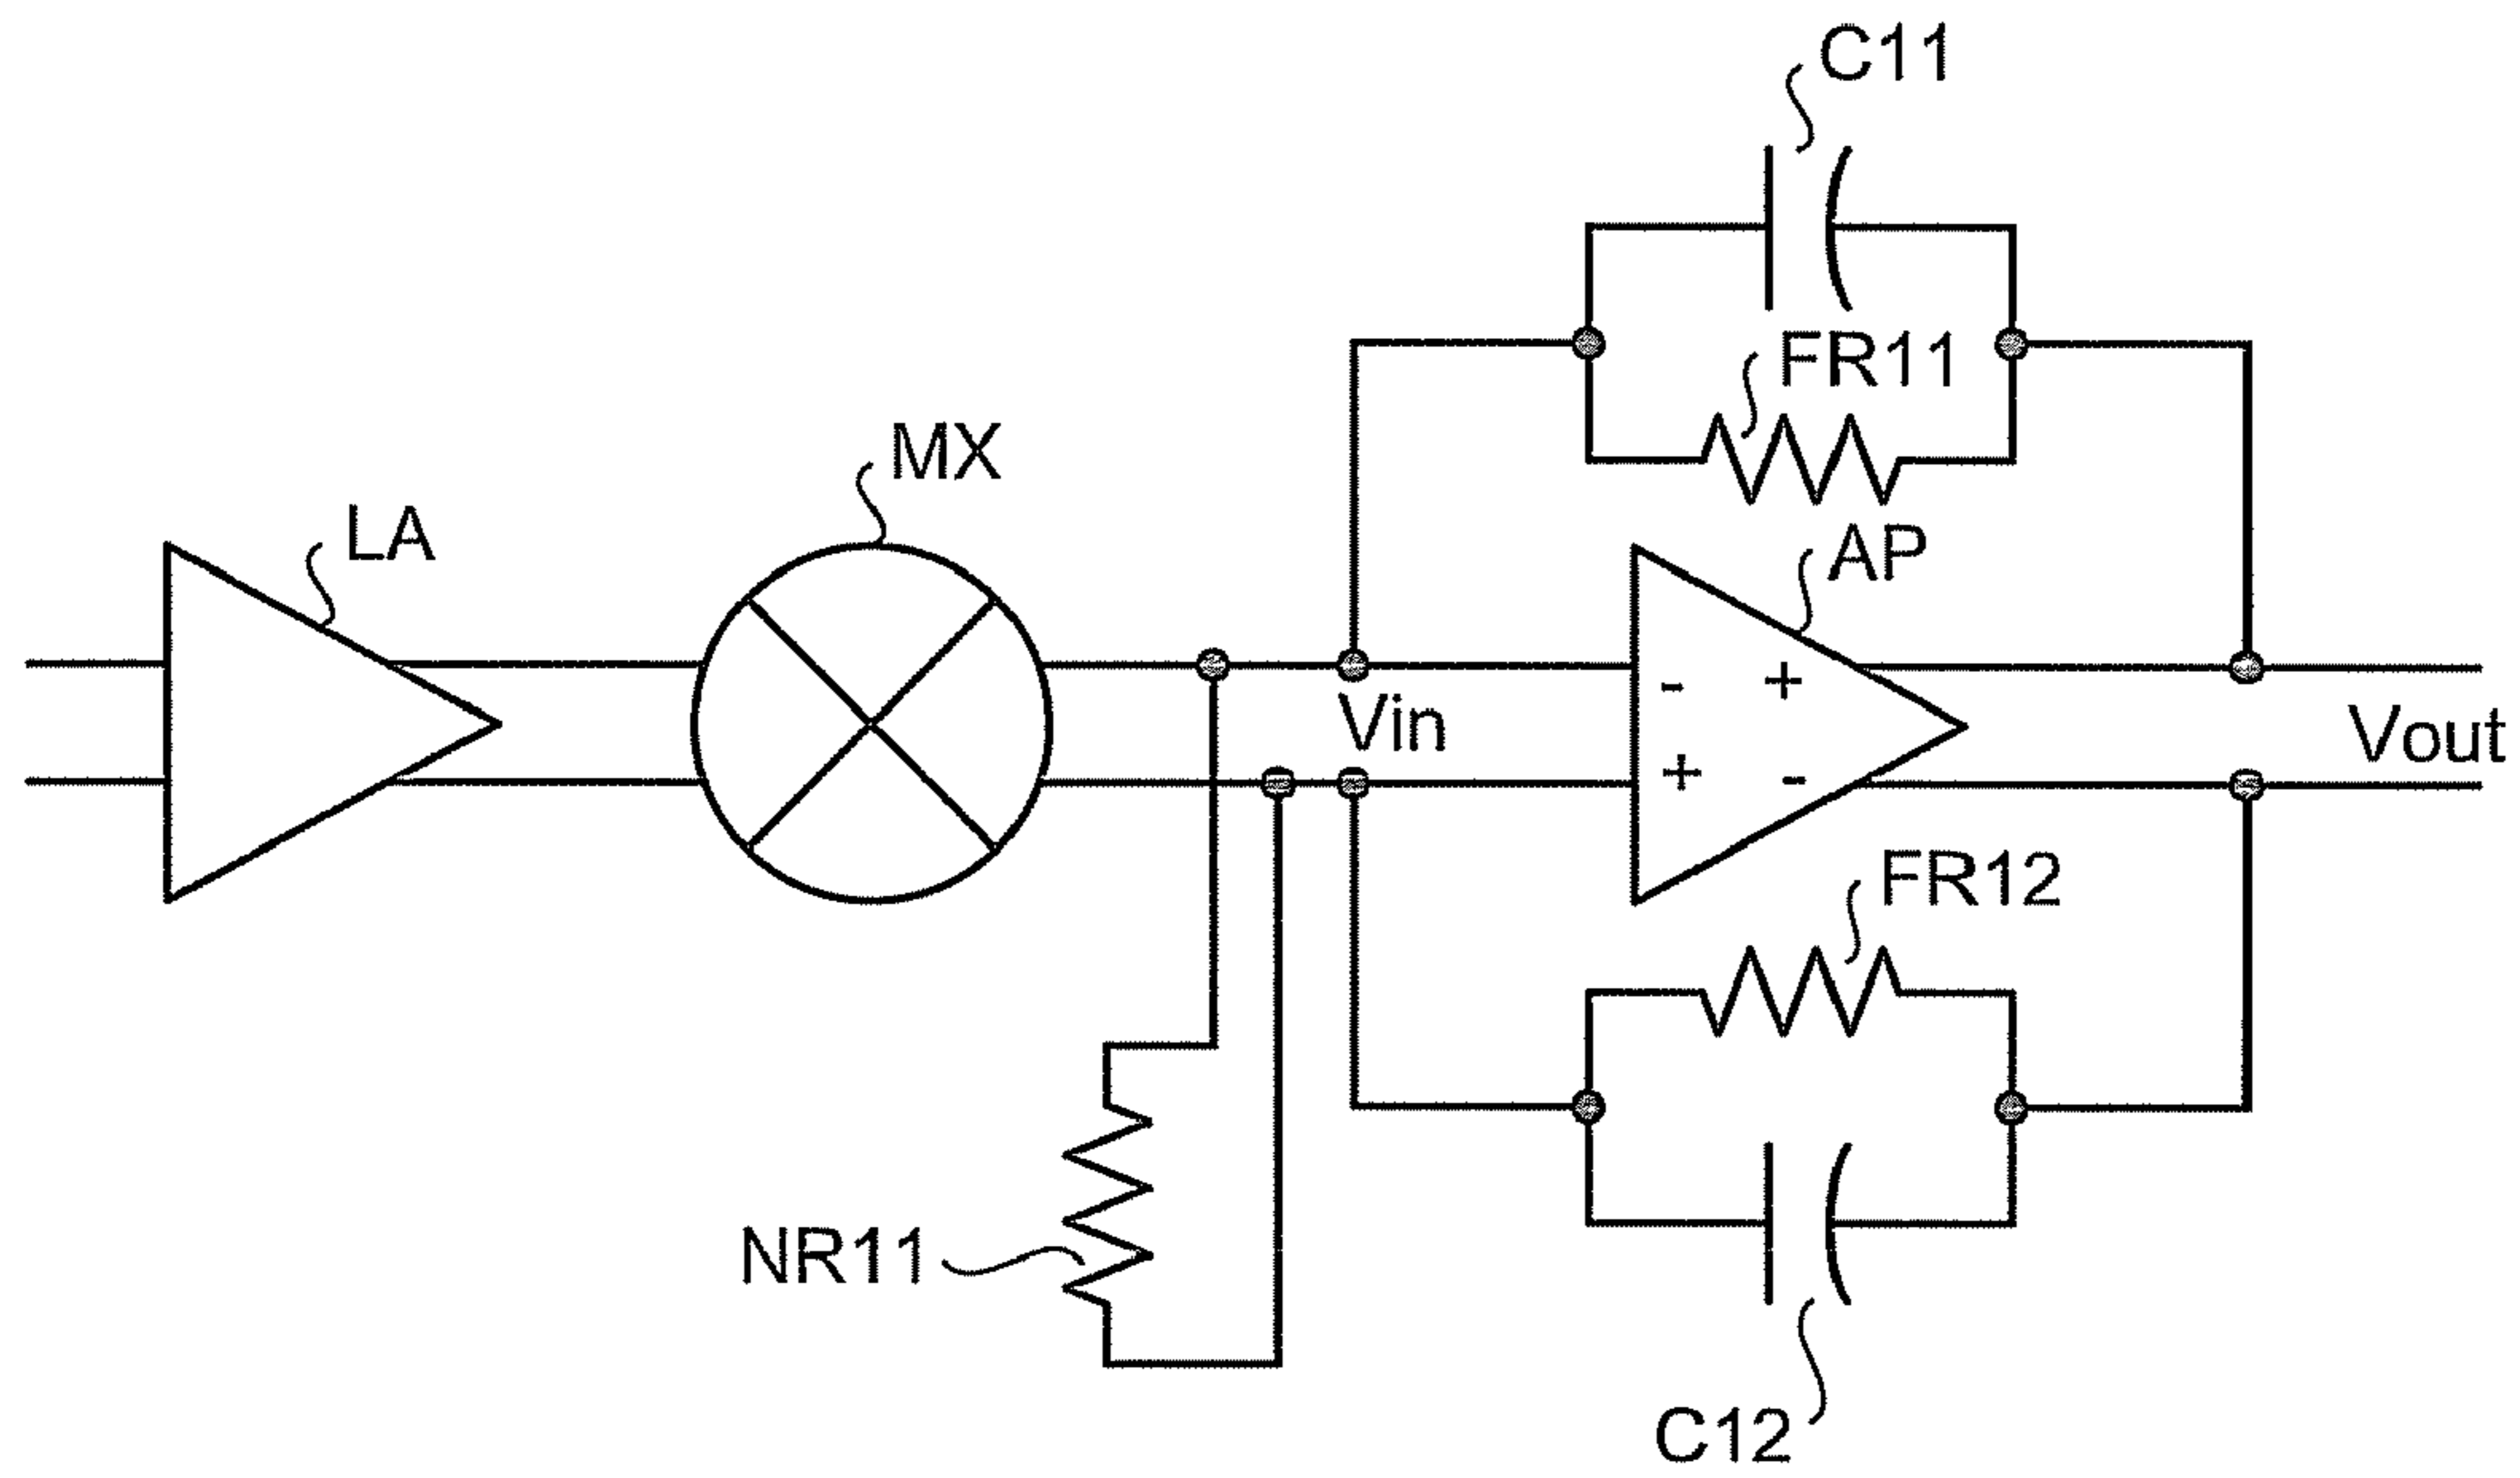 C11
FR11
MX
LA
AP
- +
Vin
Vout
+ -
FR12
NR11
C12